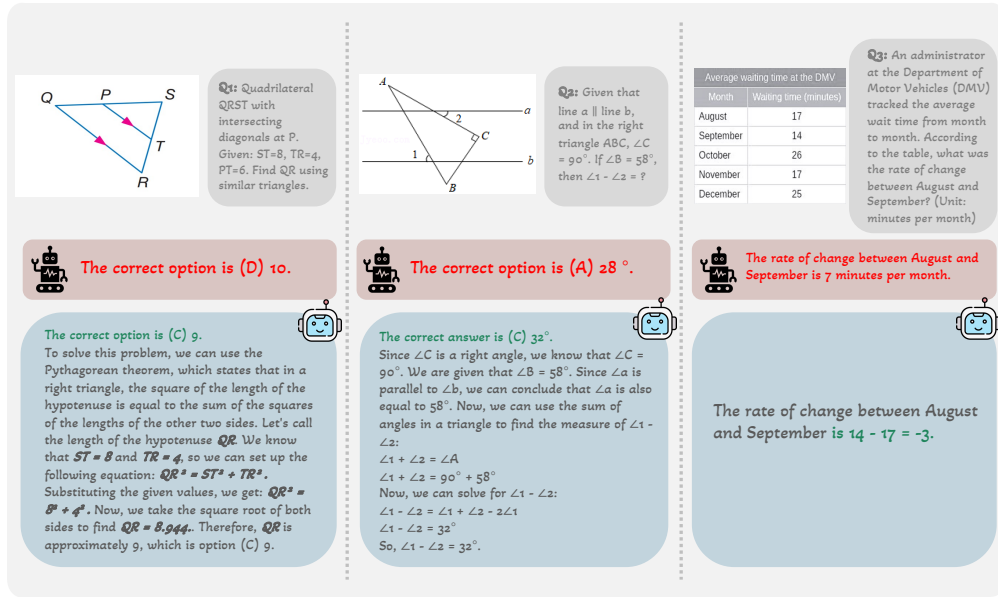 Q
P
S
T
R
Q1: Quadrilateral
QRST with
intersecting
diagonals at P.
Given: ST=8, TR=4,
PT=6. Find QR using
similar triangles.
The correct option is (D) 10.
The correct option is (C) 9.
To solve this problem, we can use the
Pythagorean theorem, which states that in a
right triangle, the square of the length of the
hypotenuse is equal to the sum of the squares
of the lengths of the other two sides. Let's call
the length of the hypotenuse QR. We know
that ST = 8 and TR = 4, so we can set up the
following equation: QR² = ST² + TR².
Substituting the given values, we get: QR² =
8² + 4². Now, we take the square root of both
sides to find QR = 8.944.. Therefore, QR is
approximately 9, which is option (C) 9.
A
2
a
C
1
b
B
Q2: Given that
line a ∥ line b,
and in the right
triangle ABC, ∠C
= 90°. If ∠B = 58°,
then ∠1 - ∠2 = ?
The correct option is (A) 28 °.
The correct answer is (C) 32°.
Since ∠C is a right angle, we know that ∠C =
90°. We are given that ∠B = 58°. Since ∠a is
parallel to ∠b, we can conclude that ∠a is also
equal to 58°. Now, we can use the sum of
angles in a triangle to find the measure of ∠1 -
∠2:
∠1 + ∠2 = ∠A
∠1 + ∠2 = 90° + 58°
Now, we can solve for ∠1 - ∠2:
∠1 - ∠2 = ∠1 + ∠2 - 2∠1
∠1 - ∠2 = 32°
So, ∠1 - ∠2 = 32°.
Average waiting time at the DMV
Month Waiting time (minutes)
August 17
September 14
October 26
November 17
December 25
Q3: An administrator
at the Department of
Motor Vehicles (DMV)
tracked the average
wait time from month
to month. According
to the table, what was
the rate of change
between August and
September? (Unit:
minutes per month)
The rate of change between August and
September is 7 minutes per month.
The rate of change between August
and September is 14 - 17 = -3.